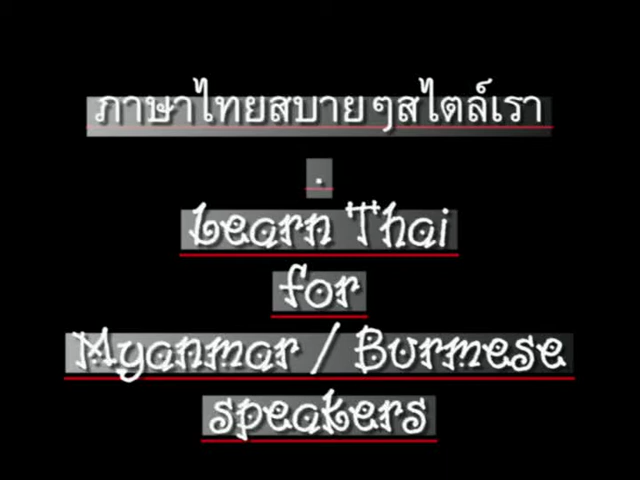 ภาษาไทยสบายๆสไตล์เรา
.
Learn Thai
for
Myanmar / Burmese
speakers